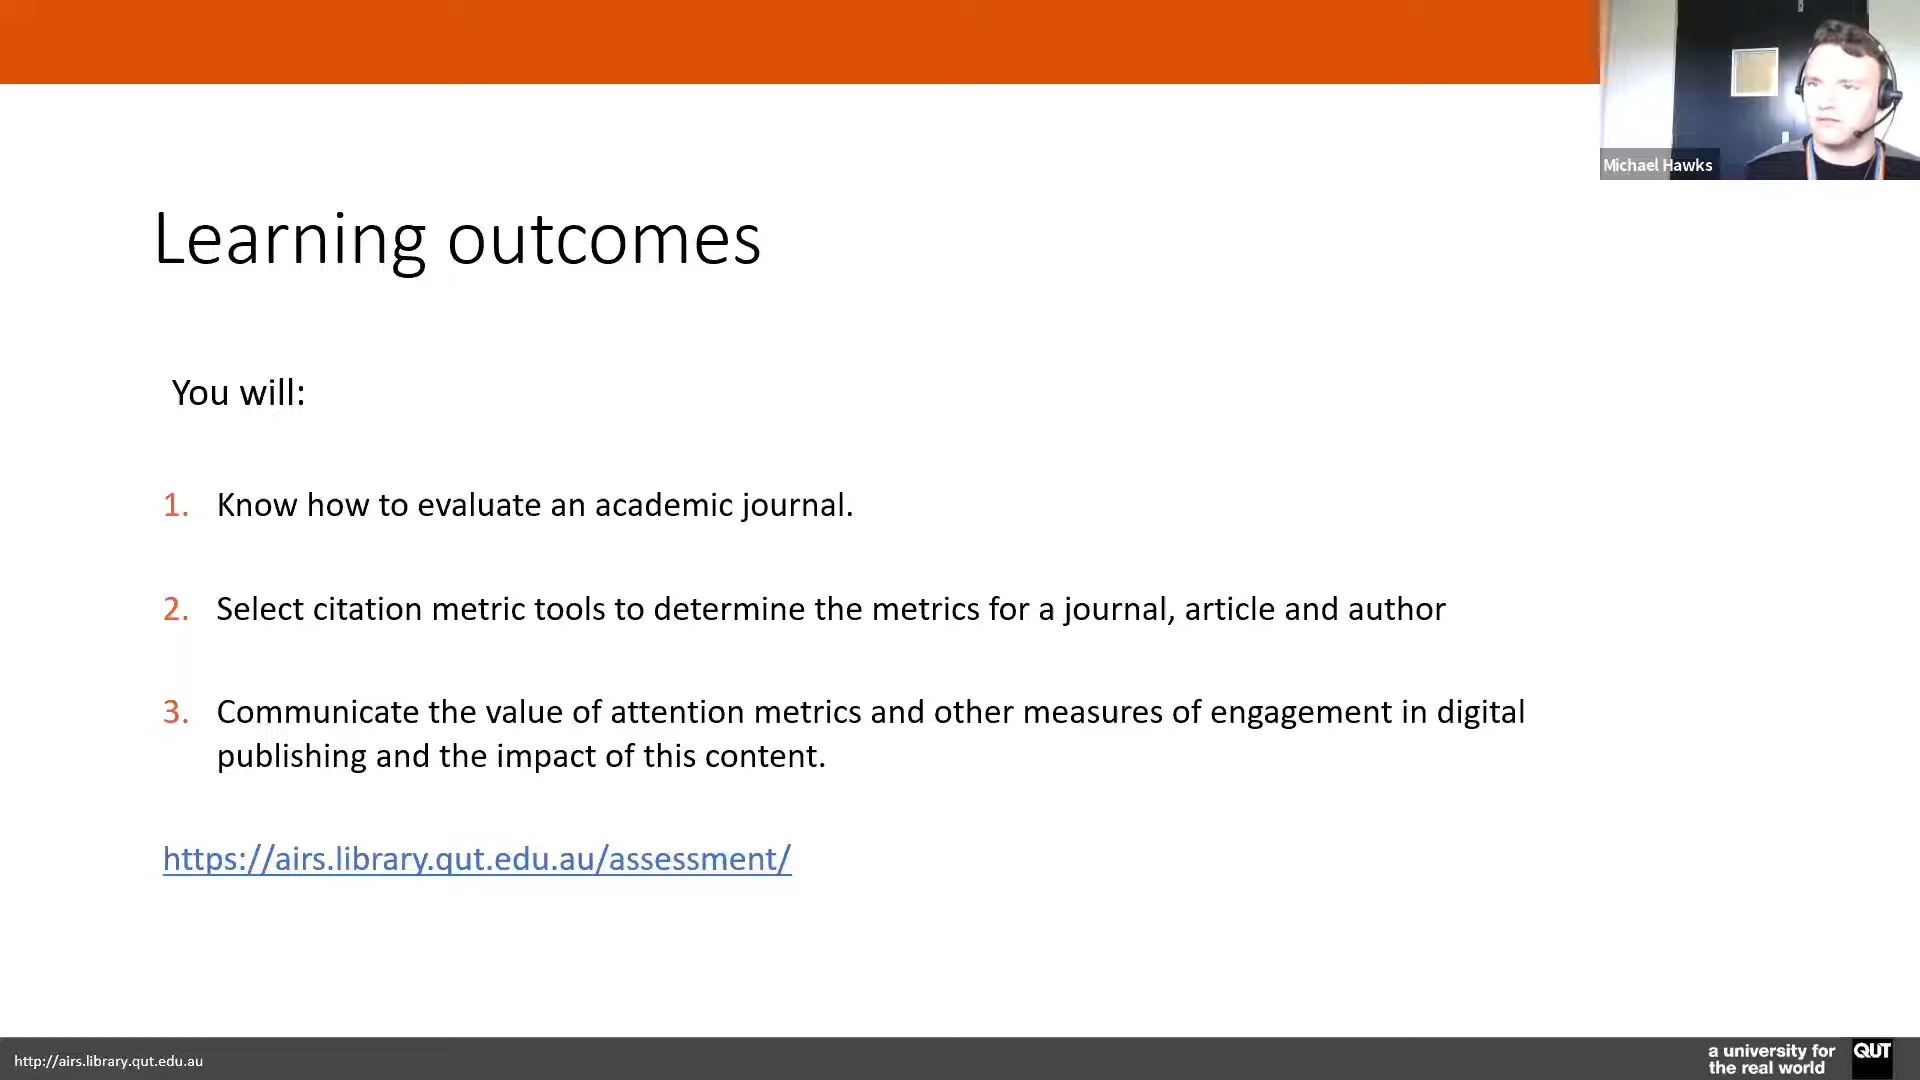 Michael Hawks
Learning outcomes
You will:
1. Know how to evaluate an academic journal.
2. Select citation metric tools to determine the metrics for a journal, article and author
3. Communicate the value of attention metrics and other measures of engagement in digital
publishing and the impact of this content.
https://airs.library.qut.edu.au/assessment/
http://airs.library.qut.edu.au
a university for
the real world
QUT